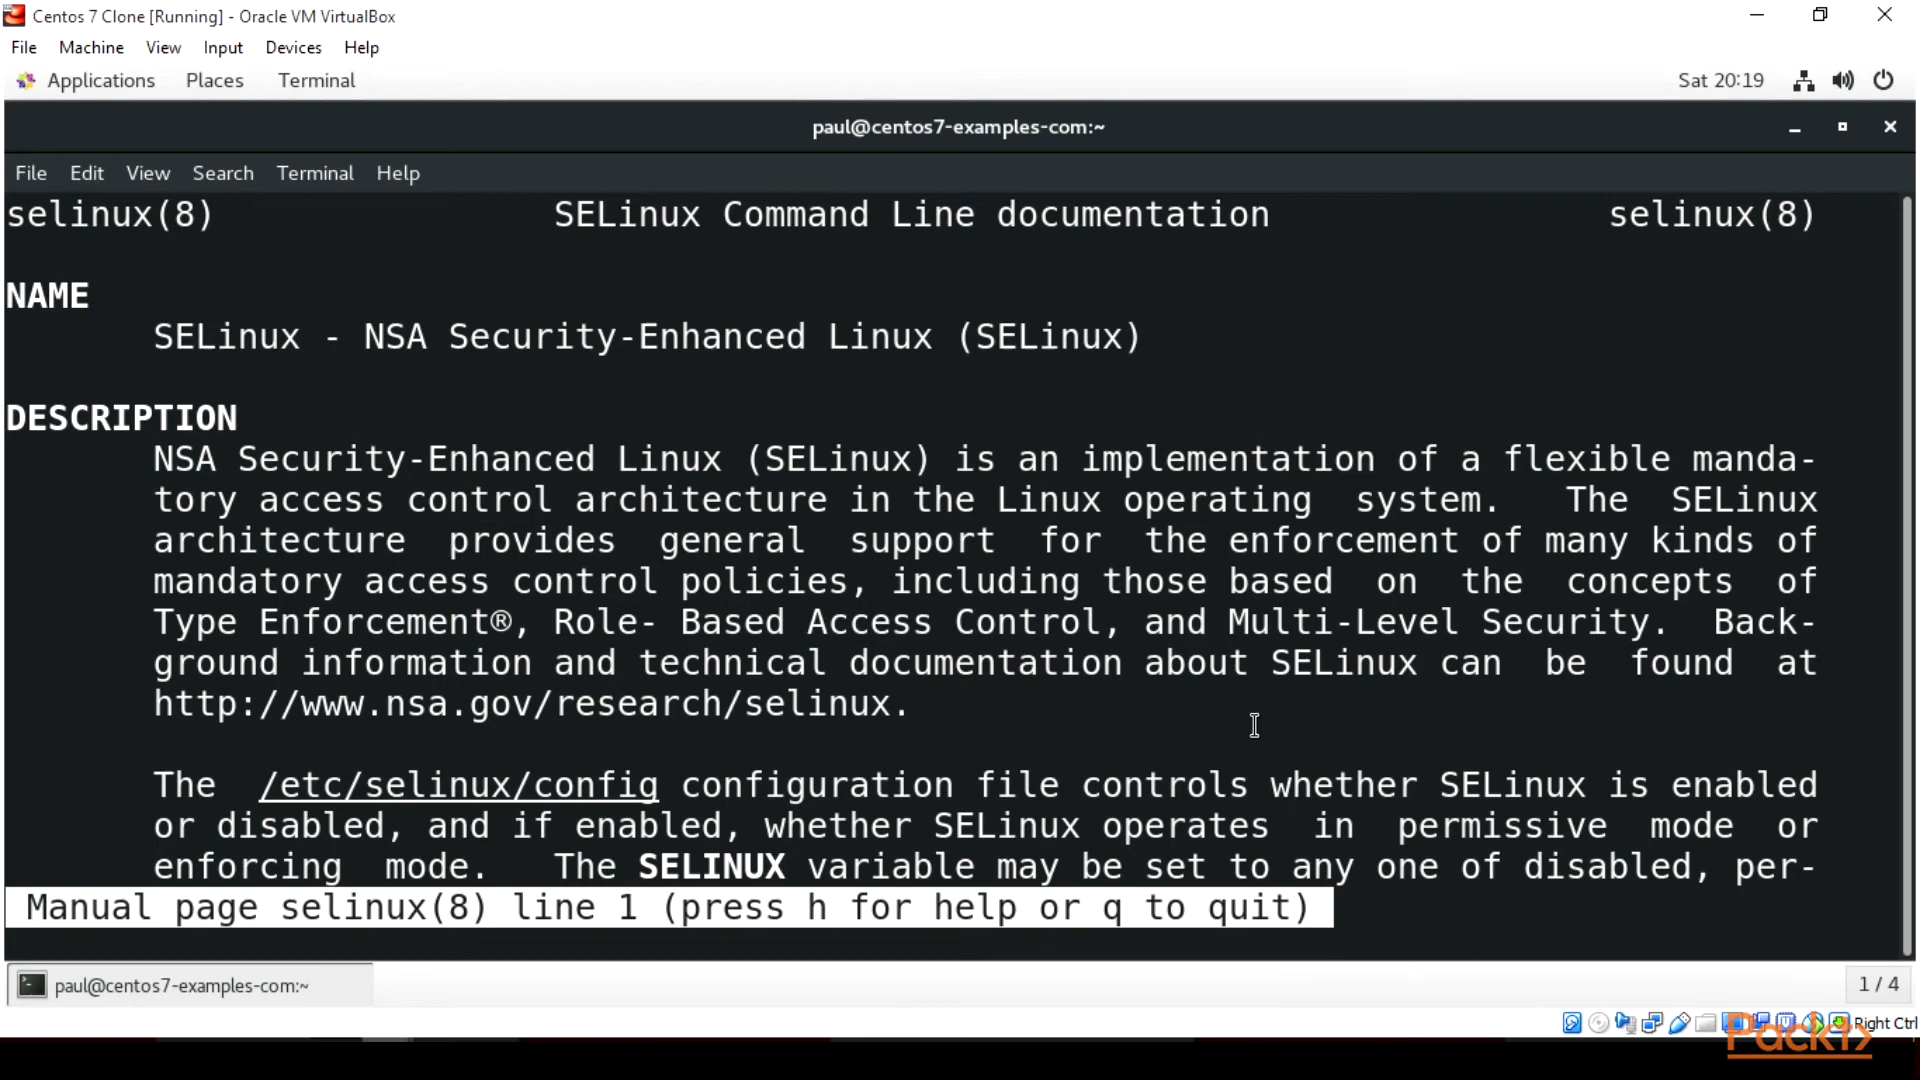 Centos 7 Clone [Running] - Oracle VM VirtualBox
File Machine View Input Devices Help
Applications Places Terminal Sat 20:19
paul@centos7-examples-com:~
File Edit View Search Terminal Help
selinux(8) SELinux Command Line documentation selinux(8)
NAME
SELinux - NSA Security-Enhanced Linux (SELinux)
DESCRIPTION
NSA Security-Enhanced Linux (SELinux) is an implementation of a flexible manda-
tory access control architecture in the Linux operating system. The SELinux
architecture provides general support for the enforcement of many kinds of
mandatory access control policies, including those based on the concepts of
Type Enforcement®, Role- Based Access Control, and Multi-Level Security. Back-
ground information and technical documentation about SELinux can be found at
http://www.nsa.gov/research/selinux.
The /etc/selinux/config configuration file controls whether SELinux is enabled
or disabled, and if enabled, whether SELinux operates in permissive mode or
enforcing mode. The SELINUX variable may be set to any one of disabled, per-
Manual page selinux(8) line 1 (press h for help or q to quit)
paul@centos7-examples-com:~ 1 / 4
Right Ctrl
Packt>